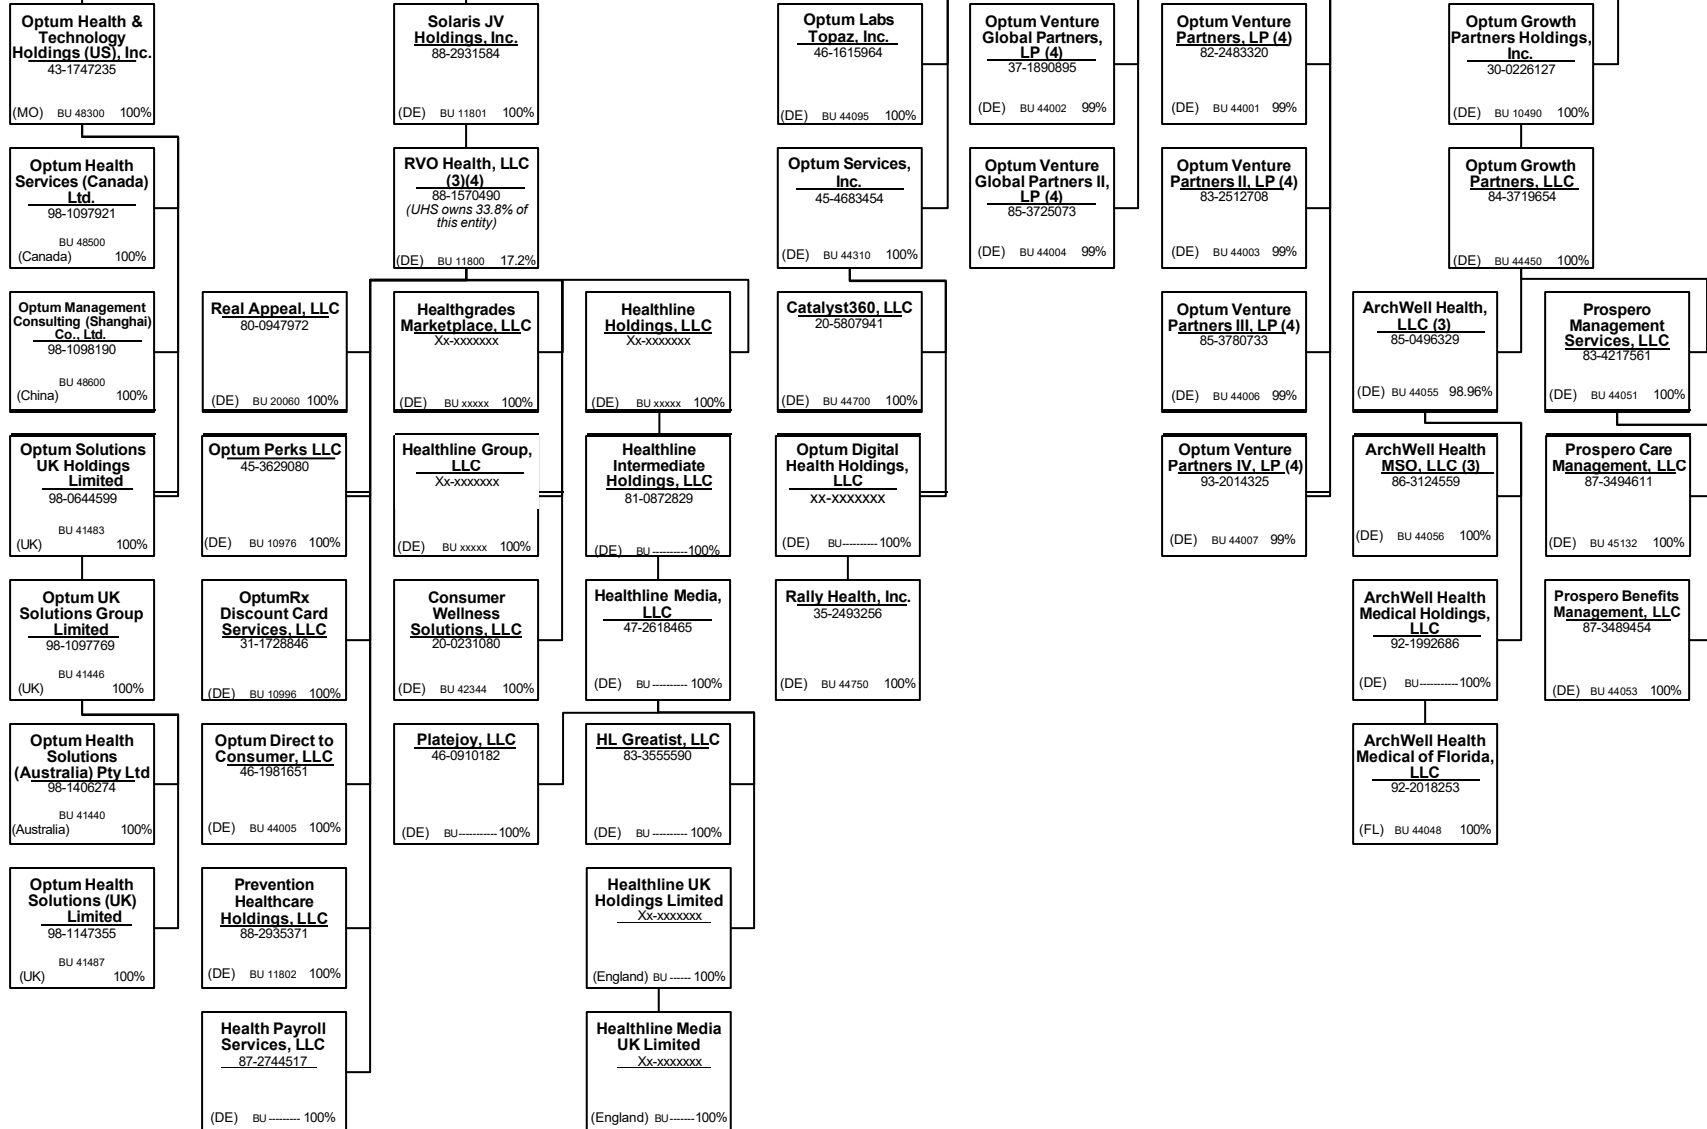 Optum Health &
Technology
Holdings (US), Inc.
43-1747235
(MO) BU 48300 100%
Solaris JV
Holdings, Inc.
88-2931584
(DE) BU 11801 100%
Optum Labs
Topaz, Inc.
46-1615964
(DE) BU 44095 100%
Optum Venture
Global Partners,
LP (4)
37-1890895
(DE) BU 44002 99%
Optum Venture
Partners, LP (4)
82-2483320
(DE) BU 44001 99%
Optum Growth
Partners Holdings,
Inc.
30-0226127
(DE) BU 10490 100%
Optum Health
Services (Canada)
Ltd.
98-1097921
BU 48500
(Canada) 100%
RVO Health, LLC
(3)(4)
88-1570490
(UHS owns 33.8% of
this entity)
(DE) BU 11800 17.2%
Optum Services,
Inc.
45-4683454
(DE) BU 44310 100%
Optum Venture
Global Partners II,
LP (4)
85-3725073
(DE) BU 44004 99%
Optum Venture
Partners II, LP (4)
83-2512708
(DE) BU 44003 99%
Optum Growth
Partners, LLC
84-3719654
(DE) BU 44450 100%
Optum Management
Consulting (Shanghai)
Co., Ltd.
98-1098190
BU 48600
(China) 100%
Real Appeal, LLC
80-0947972
(DE) BU 20060 100%
Healthgrades
Marketplace, LLC
Xx-xxxxxxx
(DE) BU xxxxx 100%
Healthline
Holdings, LLC
Xx-xxxxxxx
(DE) BU xxxxx 100%
Catalyst360, LLC
20-5807941
(DE) BU 44700 100%
Optum Venture
Partners III, LP (4)
85-3780733
(DE) BU 44006 99%
ArchWell Health,
LLC (3)
85-0496329
(DE) BU 44055 98.96%
Prospero
Management
Services, LLC
83-4217561
(DE) BU 44051 100%
Optum Solutions
UK Holdings
Limited
98-0644599
BU 41483
(UK) 100%
Optum Perks LLC
45-3629080
(DE) BU 10976 100%
Healthline Group,
LLC
Xx-xxxxxxx
(DE) BU xxxxx 100%
Healthline
Intermediate
Holdings, LLC
81-0872829
(DE) BU ---------- 100%
Optum Digital
Health Holdings,
LLC
xx-xxxxxxx
(DE) BU---------- 100%
Optum Venture
Partners IV, LP (4)
93-2014325
(DE) BU 44007 99%
ArchWell Health
MSO, LLC (3)
86-3124559
(DE) BU 44056 100%
Prospero Care
Management, LLC
87-3494611
(DE) BU 45132 100%
Optum UK
Solutions Group
Limited
98-1097769
BU 41446
(UK) 100%
OptumRx
Discount Card
Services, LLC
31-1728846
(DE) BU 10996 100%
Consumer
Wellness
Solutions, LLC
20-0231080
(DE) BU 42344 100%
Healthline Media,
LLC
47-2618465
(DE) BU ---------- 100%
Rally Health, Inc.
35-2493256
(DE) BU 44750 100%
ArchWell Health
Medical Holdings,
LLC
92-1992686
(DE) BU----------- 100%
Prospero Benefits
Management, LLC
87-3489454
(DE) BU 44053 100%
Optum Health
Solutions
(Australia) Pty Ltd
98-1406274
BU 41440
(Australia) 100%
Optum Direct to
Consumer, LLC
46-1981651
(DE) BU 44005 100%
Platejoy, LLC
46-0910182
(DE) BU----------- 100%
HL Greatist, LLC
83-3555590
(DE) BU ---------- 100%
ArchWell Health
Medical of Florida,
LLC
92-2018253
(FL) BU 44048 100%
Optum Health
Solutions (UK)
Limited
98-1147355
BU 41487
(UK) 100%
Prevention
Healthcare
Holdings, LLC
88-2935371
(DE) BU 11802 100%
Healthline UK
Holdings Limited
Xx-xxxxxxx
(England) BU ------ 100%
Health Payroll
Services, LLC
87-2744517
(DE) BU --------- 100%
Healthline Media
UK Limited
Xx-xxxxxxx
(England) BU-------100%